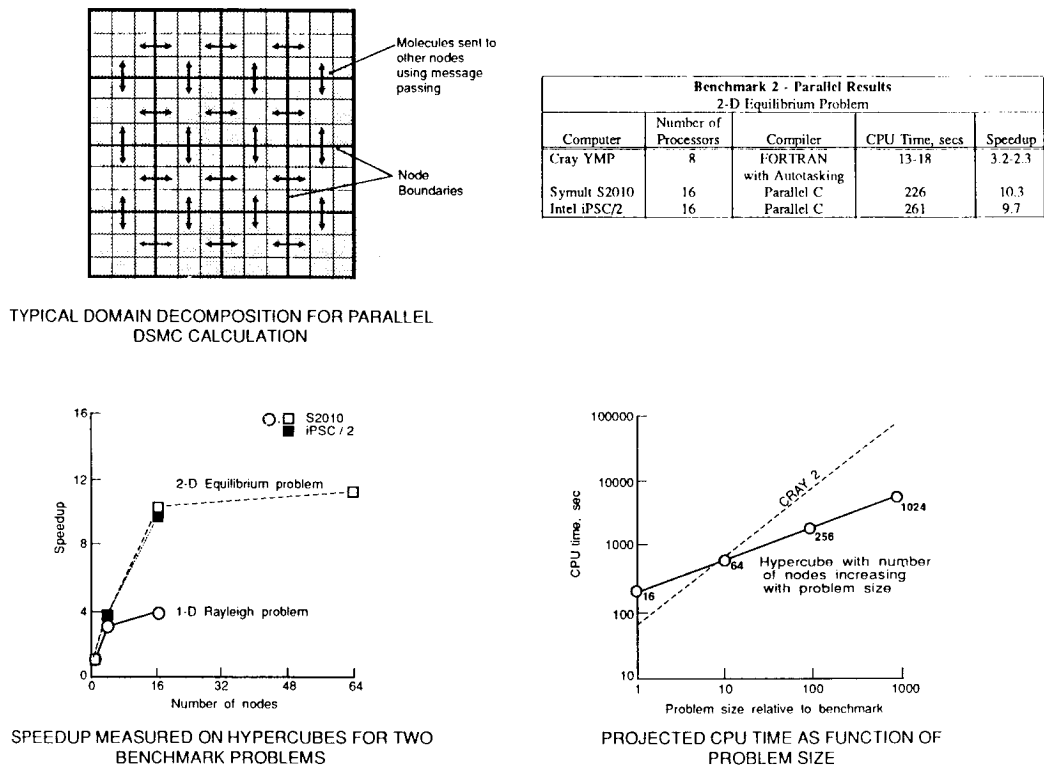 Molecules sent to
other nodes
using message
passing
Node
Boundaries
TYPICAL DOMAIN DECOMPOSITION FOR PARALLEL
DSMC CALCULATION
Benchmark 2 - Parallel Results
2-D Equilibrium Problem
Computer Number of Processors Compiler CPU Time, secs Speedup
Cray YMP 8 FORTRAN 13-18 3.2-2.3
with Autotasking
Symult S2010 16 Parallel C 226 10.3
Intel iPSC/2 16 Parallel C 261 9.7
16
12
8
4
0
Speedup
S2010
iPSC / 2
2-D Equilibrium problem
1-D Rayleigh problem
0 16 32 48 64
Number of nodes
SPEEDUP MEASURED ON HYPERCUBES FOR TWO
BENCHMARK PROBLEMS
100000
10000
1000
100
10
CPU time, sec
CRAY 2
16
64
256
1024
Hypercube with number
of nodes increasing
with problem size
1 10 100 1000
Problem size relative to benchmark
PROJECTED CPU TIME AS FUNCTION OF
PROBLEM SIZE